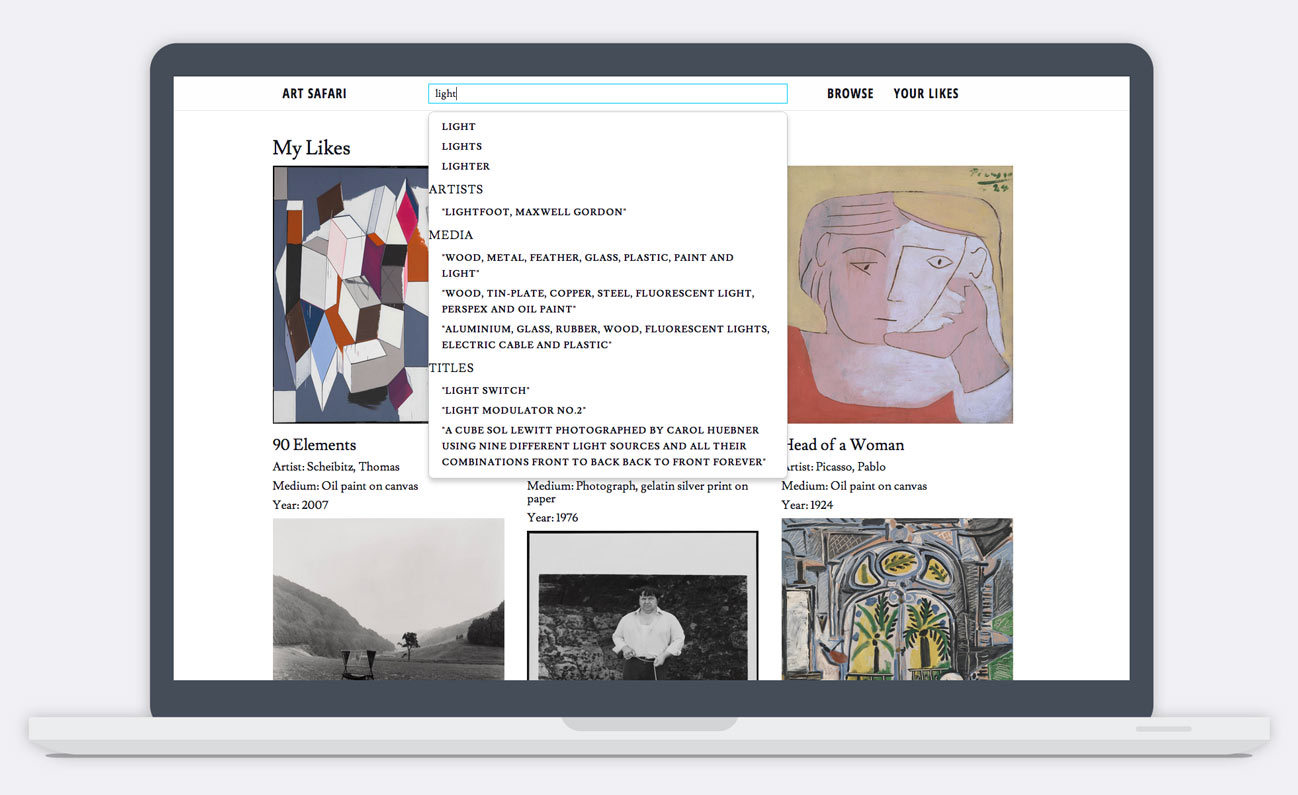 ART SAFARI
light
BROWSE
YOUR LIKES
My Likes
LIGHT
LIGHTS
LIGHTER
ARTISTS
"LIGHTFOOT, MAXWELL GORDON"
MEDIA
"WOOD, METAL, FEATHER, GLASS, PLASTIC, PAINT AND
LIGHT"
"WOOD, TIN-PLATE, COPPER, STEEL, FLUORESCENT LIGHT,
PERSPEX AND OIL PAINT"
"ALUMINIUM, GLASS, RUBBER, WOOD, FLUORESCENT LIGHTS,
ELECTRIC CABLE AND PLASTIC"
TITLES
"LIGHT SWITCH"
"LIGHT MODULATOR NO.2"
"A CUBE SOL LEWITT PHOTOGRAPHED BY CAROL HUEBNER
USING NINE DIFFERENT LIGHT SOURCES AND ALL THEIR
COMBINATIONS FRONT TO BACK BACK TO FRONT FOREVER"
Picasso
24
90 Elements
Artist: Scheibitz, Thomas
Medium: Oil paint on canvas
Year: 2007
Medium: Photograph, gelatin silver print on
paper
Year: 1976
Head of a Woman
Artist: Picasso, Pablo
Medium: Oil paint on canvas
Year: 1924